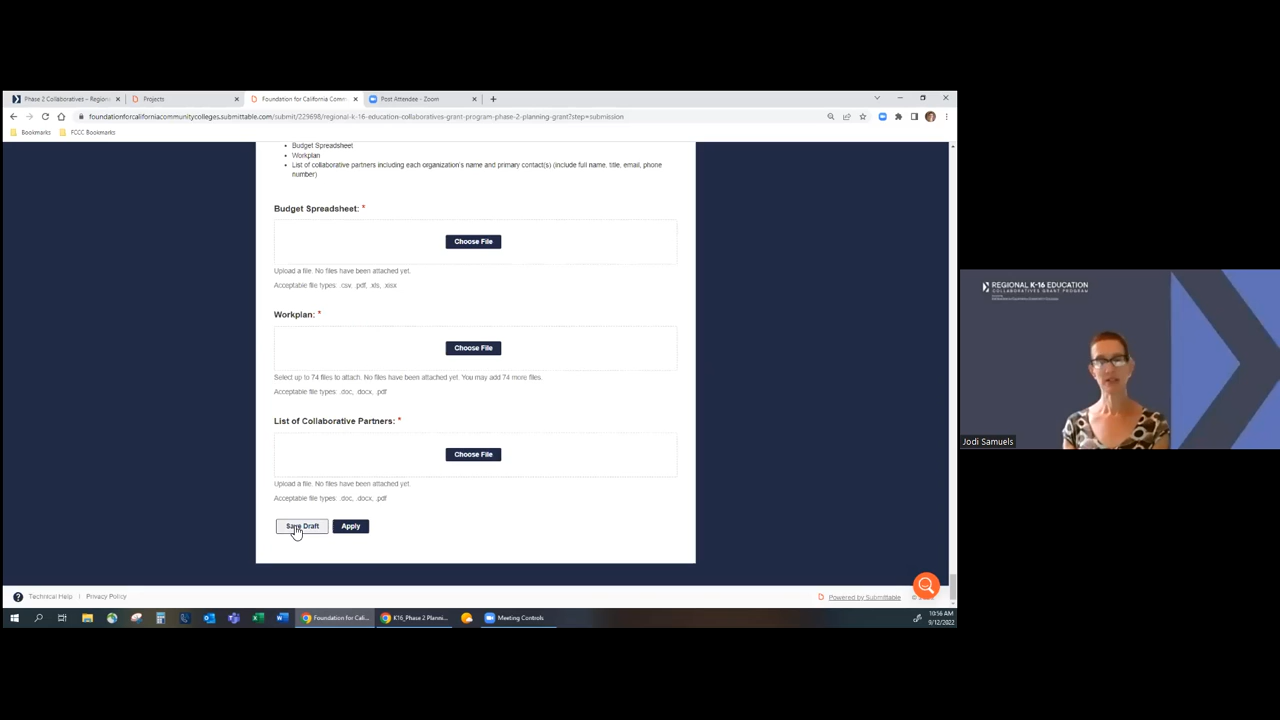 Phase 2 Collaboratives – Region
Projects
Foundation for California Comm
Post Attendee - Zoom
foundationforcaliforniacommunitycolleges.submittable.com/submit/229698/regional-k-16-education-collaboratives-grant-program-phase-2-planning-grant?step=submission
Bookmarks
FCCC Bookmarks
Budget Spreadsheet
Workplan
List of collaborative partners including each organization's name and primary contact(s) (include full name, title, email, phone
number)
Budget Spreadsheet: *
Choose File
Upload a file. No files have been attached yet.
Acceptable file types: .csv, .pdf, .xls, .xlsx
Workplan: *
Choose File
Select up to 74 files to attach. No files have been attached yet. You may add 74 more files.
Acceptable file types: .doc, .docx, .pdf
List of Collaborative Partners: *
Choose File
Upload a file. No files have been attached yet.
Acceptable file types: .doc, .docx, .pdf
Save Draft
Apply
Technical Help | Privacy Policy
Powered by Submittable
©
Foundation for Cali...
K16_Phase 2 Planni...
Meeting Controls
10:56 AM
9/12/2022
REGIONAL K-16 EDUCATION
COLLABORATIVES GRANT PROGRAM
Jodi Samuels